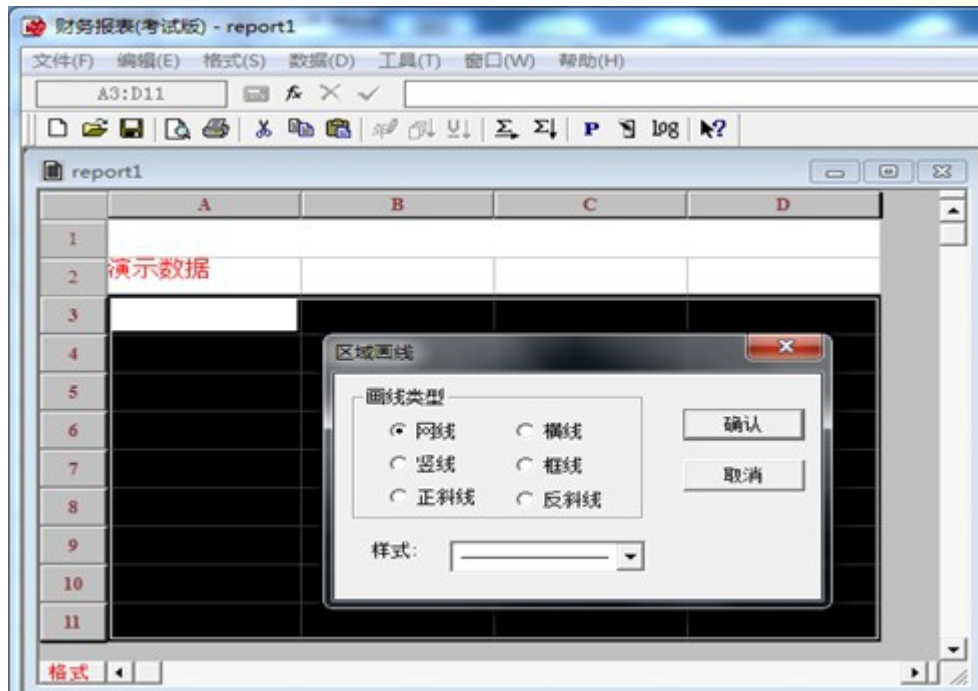 财务报表(考试版) - report1
文件(F) 编辑(E) 格式(S) 数据(D) 工具(T) 窗口(W) 帮助(H)
A3:D11 fx
Σ Σ↓ P log ?
report1
A B C D
1
2 演示数据
3
4
区域画线
5
画线类型
6
网线 横线 确认
7
竖线 框线 取消
8
正斜线 反斜线
9
样式:
10
11
格式